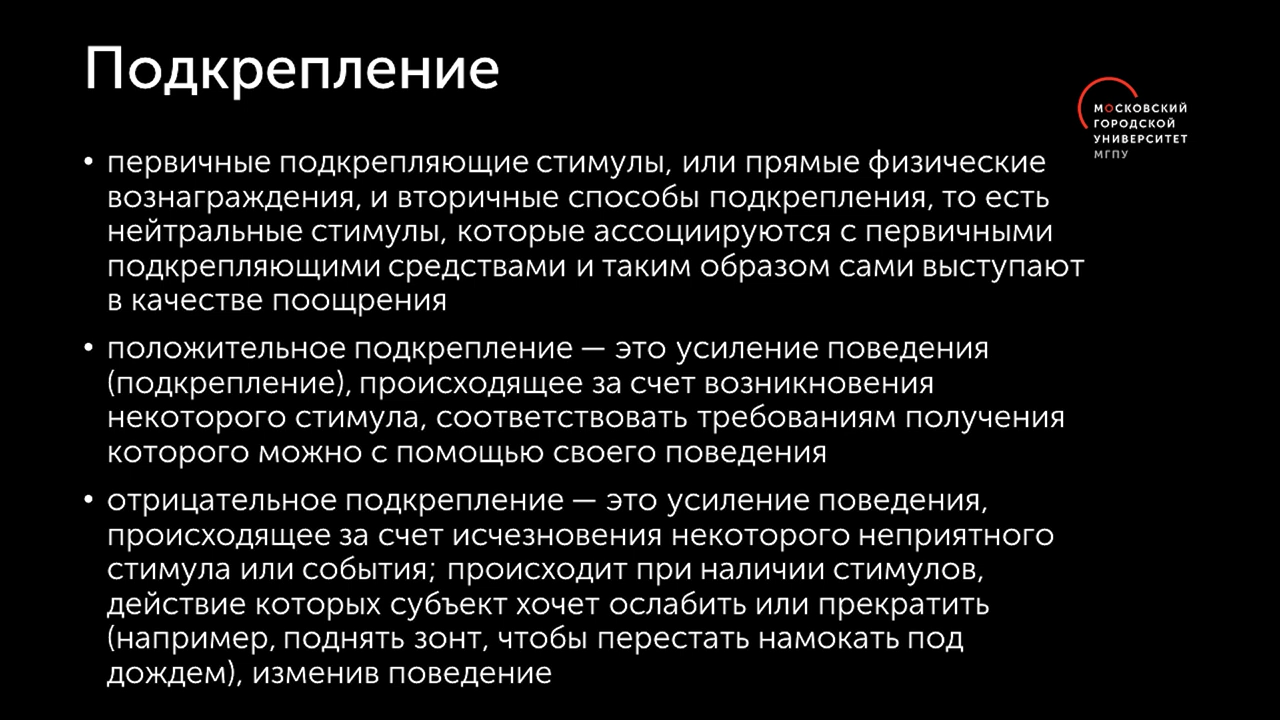 Подкрепление
МОСКОВСКИЙ
ГОРОДСКОЙ
УНИВЕРСИТЕТ
МГПУ
• первичные подкрепляющие стимулы, или прямые физические
вознаграждения, и вторичные способы подкрепления, то есть
нейтральные стимулы, которые ассоциируются с первичными
подкрепляющими средствами и таким образом сами выступают
в качестве поощрения
• положительное подкрепление — это усиление поведения
(подкрепление), происходящее за счет возникновения
некоторого стимула, соответствовать требованиям получения
которого можно с помощью своего поведения
• отрицательное подкрепление — это усиление поведения,
происходящее за счет исчезновения некоторого неприятного
стимула или события; происходит при наличии стимулов,
действие которых субъект хочет ослабить или прекратить
(например, поднять зонт, чтобы перестать намокать под
дождем), изменив поведение